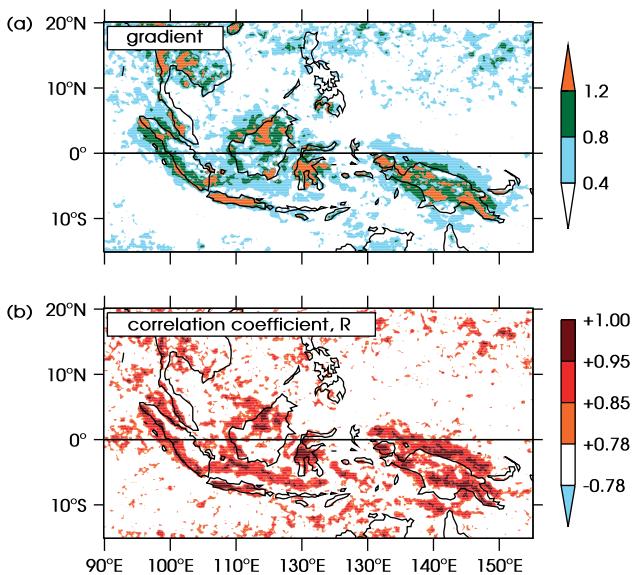 (a)
gradient
20°N
10°N
0°
10°S
1.2
0.8
0.4
(b)
correlation coefficient, R
20°N
10°N
0°
10°S
90°E 100°E 110°E 120°E 130°E 140°E 150°E
+1.00
+0.95
+0.85
+0.78
-0.78